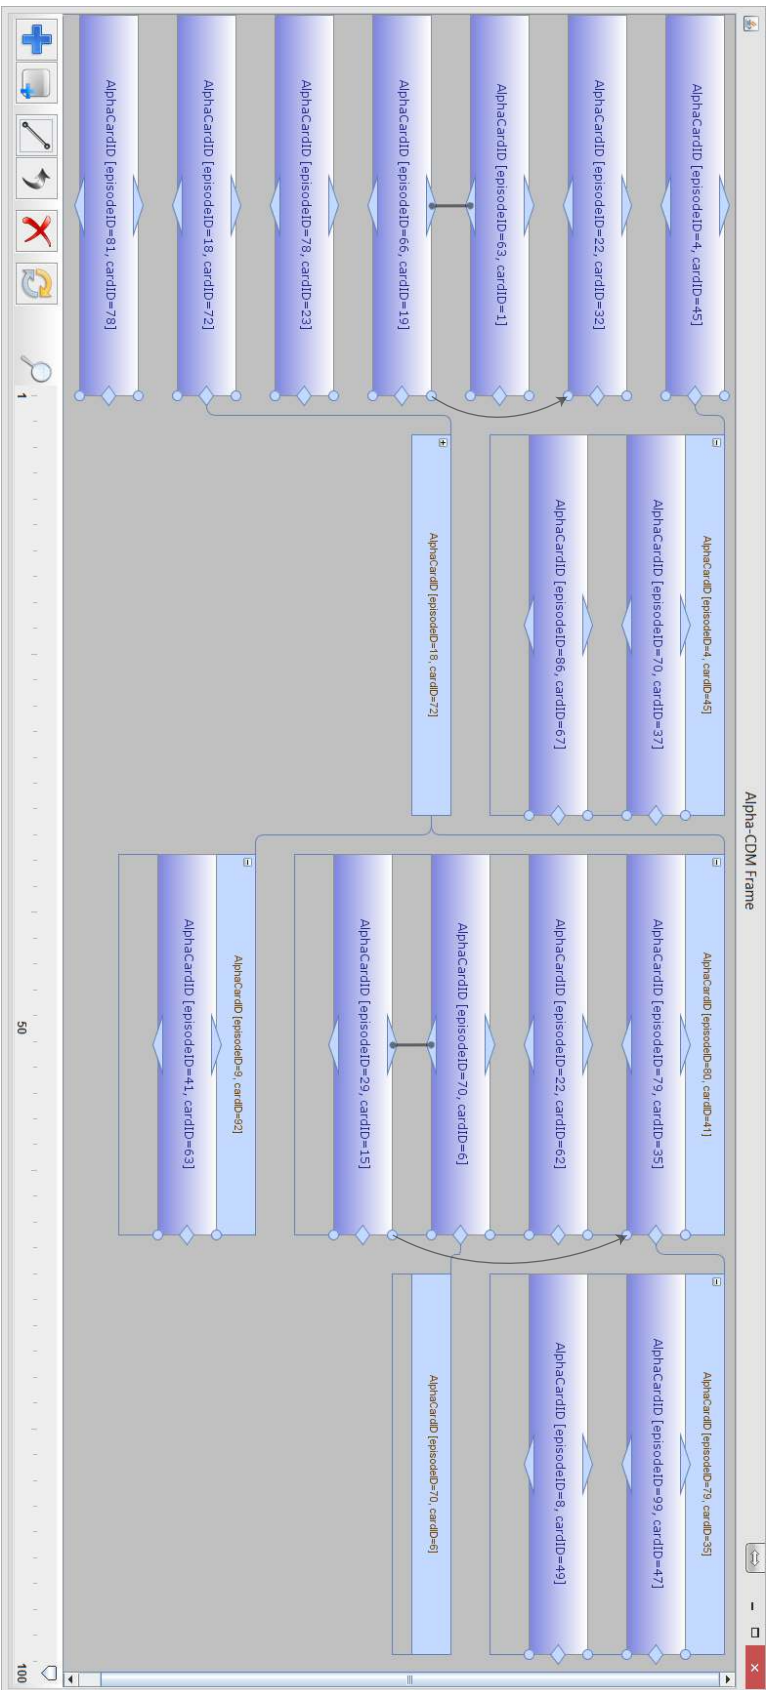 Alpha-CDM Frame
AlphaCardID [episodeID=4, cardID=45]
AlphaCardID [episodeID=22, cardID=32]
AlphaCardID [episodeID=63, cardID=1]
AlphaCardID [episodeID=66, cardID=19]
AlphaCardID [episodeID=78, cardID=23]
AlphaCardID [episodeID=18, cardID=72]
AlphaCardID [episodeID=81, cardID=78]
AlphaCardID [episodeID=4, cardID=45]
AlphaCardID [episodeID=70, cardID=37]
AlphaCardID [episodeID=86, cardID=67]
AlphaCardID [episodeID=18, cardID=72]
AlphaCardID [episodeID=80, cardID=41]
AlphaCardID [episodeID=79, cardID=35]
AlphaCardID [episodeID=22, cardID=62]
AlphaCardID [episodeID=70, cardID=6]
AlphaCardID [episodeID=29, cardID=15]
AlphaCardID [episodeID=9, cardID=92]
AlphaCardID [episodeID=41, cardID=63]
AlphaCardID [episodeID=79, cardID=35]
AlphaCardID [episodeID=99, cardID=47]
AlphaCardID [episodeID=8, cardID=49]
AlphaCardID [episodeID=70, cardID=6]
1 50 100